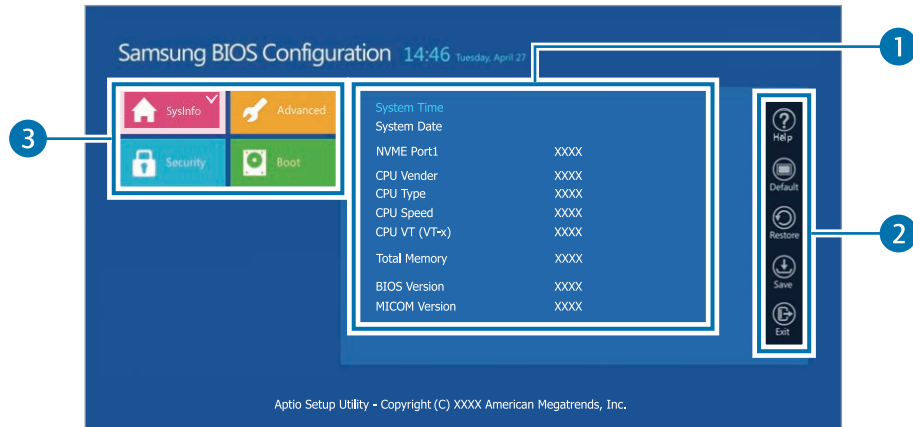 Samsung BIOS Configuration 14:46 Tuesday, April 27
1
3
SysInfo
Advanced
Security
Boot
System Time
System Date
NVME Port1 XXXX
CPU Vender XXXX
CPU Type XXXX
CPU Speed XXXX
CPU VT (VT-x) XXXX
Total Memory XXXX
BIOS Version XXXX
MICOM Version XXXX
Help
Default
Restore
Save
Exit
2
Aptio Setup Utility - Copyright (C) XXXX American Megatrends, Inc.